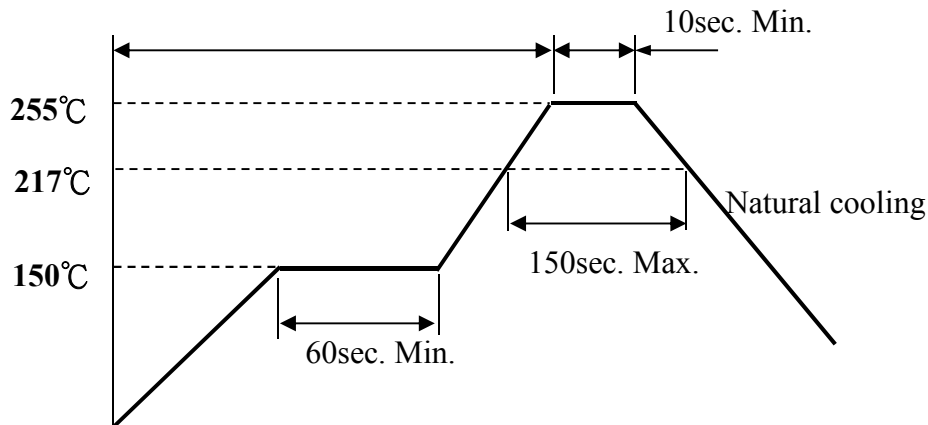 10sec. Min.
255℃
217℃
Natural cooling
150sec. Max.
150℃
60sec. Min.